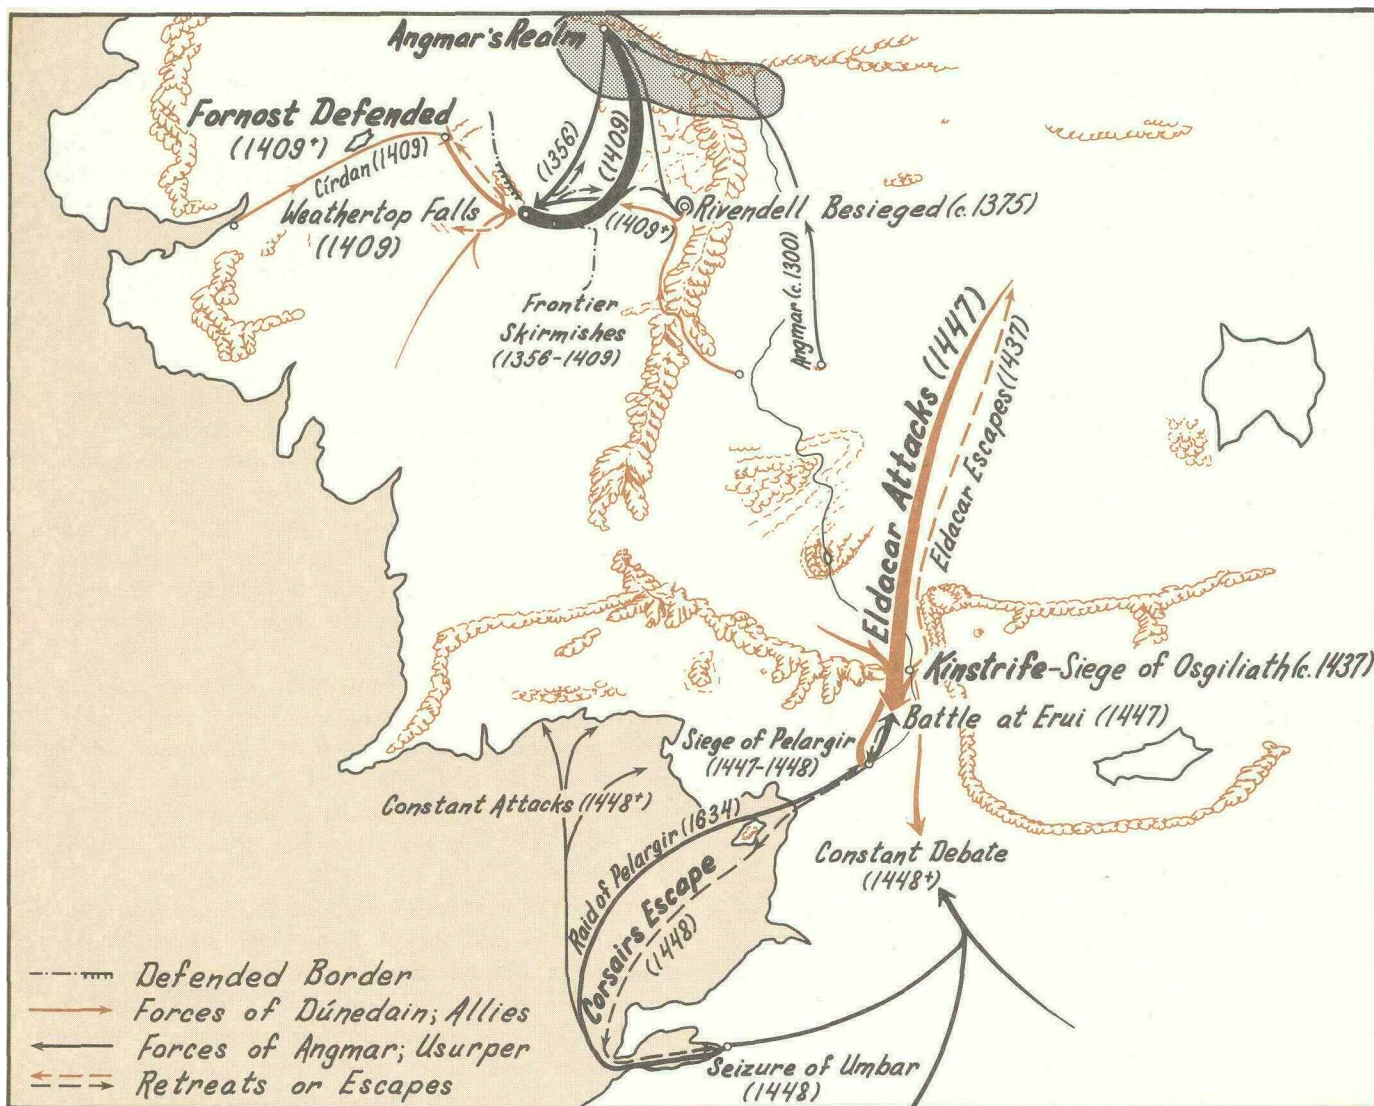 Angmar's Realm
Fornost Defended
(1409+)
Círdan (1409)
(1356)
(1409)
Weathertop Falls
(1409)
(1409+)
Rivendell Besieged (c. 1375)
Angmar (c. 1300)
Frontier
Skirmishes
(1356-1409)
Eldacar Attacks (1447)
Eldacar Escapes (1437)
Kinstrife-Siege of Osgiliath (c. 1437)
Battle at Erui (1447)
Siege of Pelargir
(1447-1448)
Constant Attacks (1448+)
Raid of Pelargir (1634)
Corsairs Escape
(1448)
Constant Debate
(1448+)
Seizure of Umbar
(1448)
Defended Border
Forces of Dúnedain; Allies
Forces of Angmar; Usurper
Retreats or Escapes